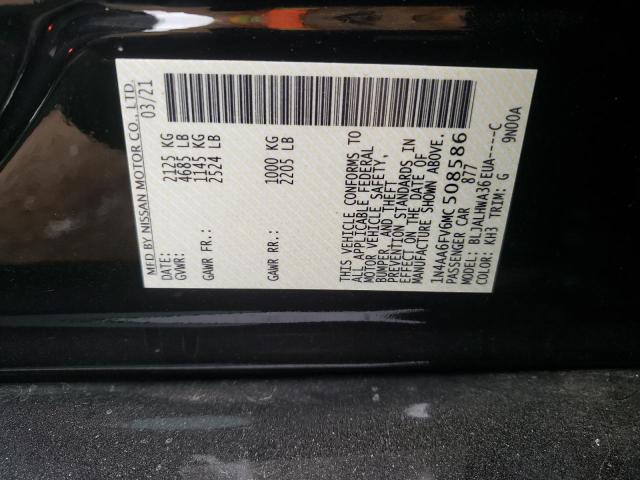 MFD BY NISSAN MOTOR CO., LTD
03/21
GVWR: 2125 KG
4685 LB
GAWR FR: 1145 KG
2524 LB
GAWR RR: 1000 KG
2205 LB
THIS VEHICLE CONFORMS TO
ALL APPLICABLE FEDERAL
MOTOR VEHICLE SAFETY,
BUMPER, AND THEFT
PREVENTION STANDARDS IN
EFFECT ON THE DATE OF
MANUFACTURE SHOWN ABOVE.
1N4AA6FV6MC508586
PASSENGER CAR 877
MODEL: BLJALHWA36EUA----C
COLOR: KH3 TRIM: G 9N00A